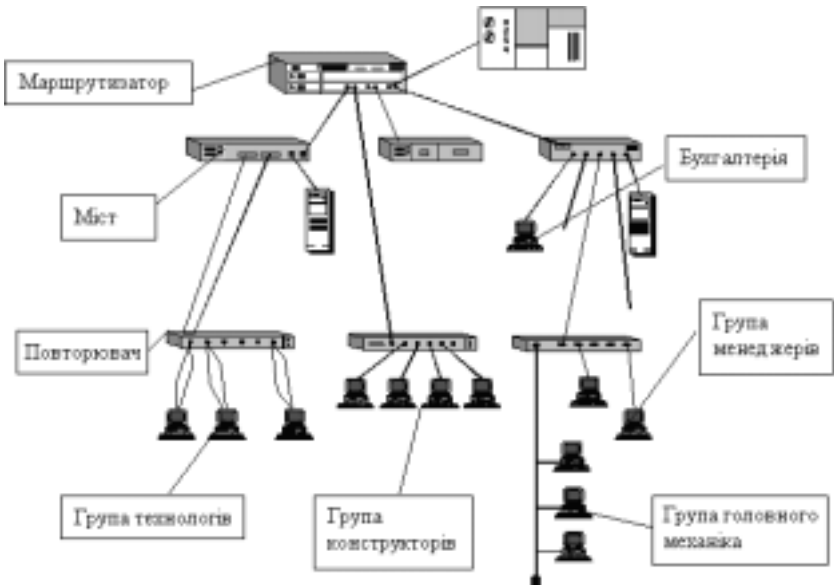 Маршрутизатор
Міст
Бухгалтерія
Повторювач
Група
менеджерів
Група технологів
Група
конструкторів
Група головного
механіка